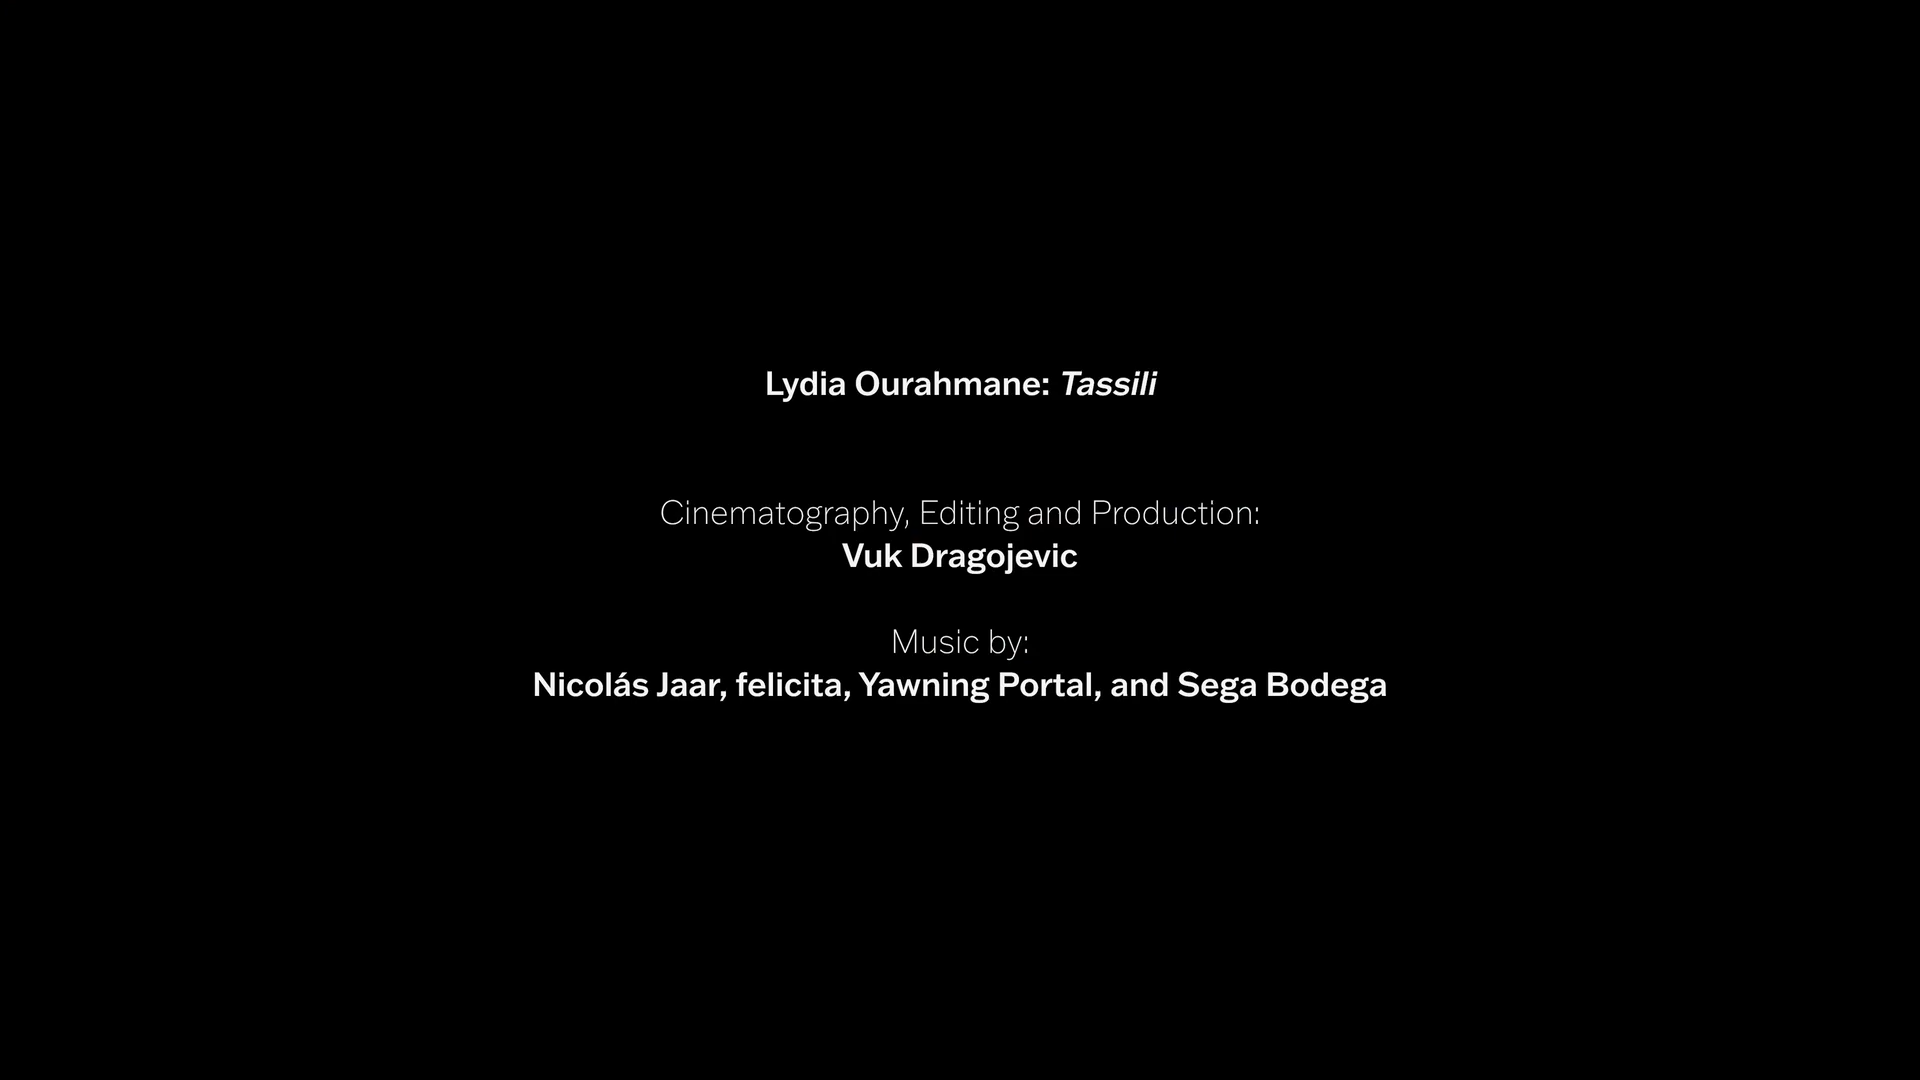 Lydia Ourahmane: Tassili
Cinematography, Editing and Production:
Vuk Dragojevic
Music by:
Nicolás Jaar, felicita, Yawning Portal, and Sega Bodega